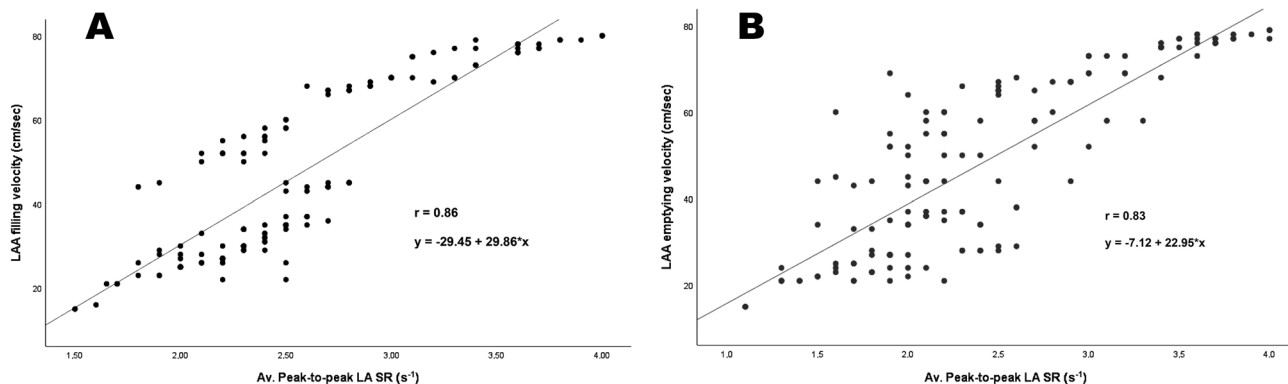 A
LAA filling velocity (cm/sec)
80
60
40
20
r = 0.86
y = -29.45 + 29.86*x
1,50 2,00 2,50 3,00 3,50 4,00
Av. Peak-to-peak LA SR (s⁻¹)
B
LAA emptying velocity (cm/sec)
80
60
40
20
r = 0.83
y = -7.12 + 22.95*x
1,0 1.5 2.0 2.5 3.0 3.5 4.0
Av. Peak-to-peak LA SR (s⁻¹)